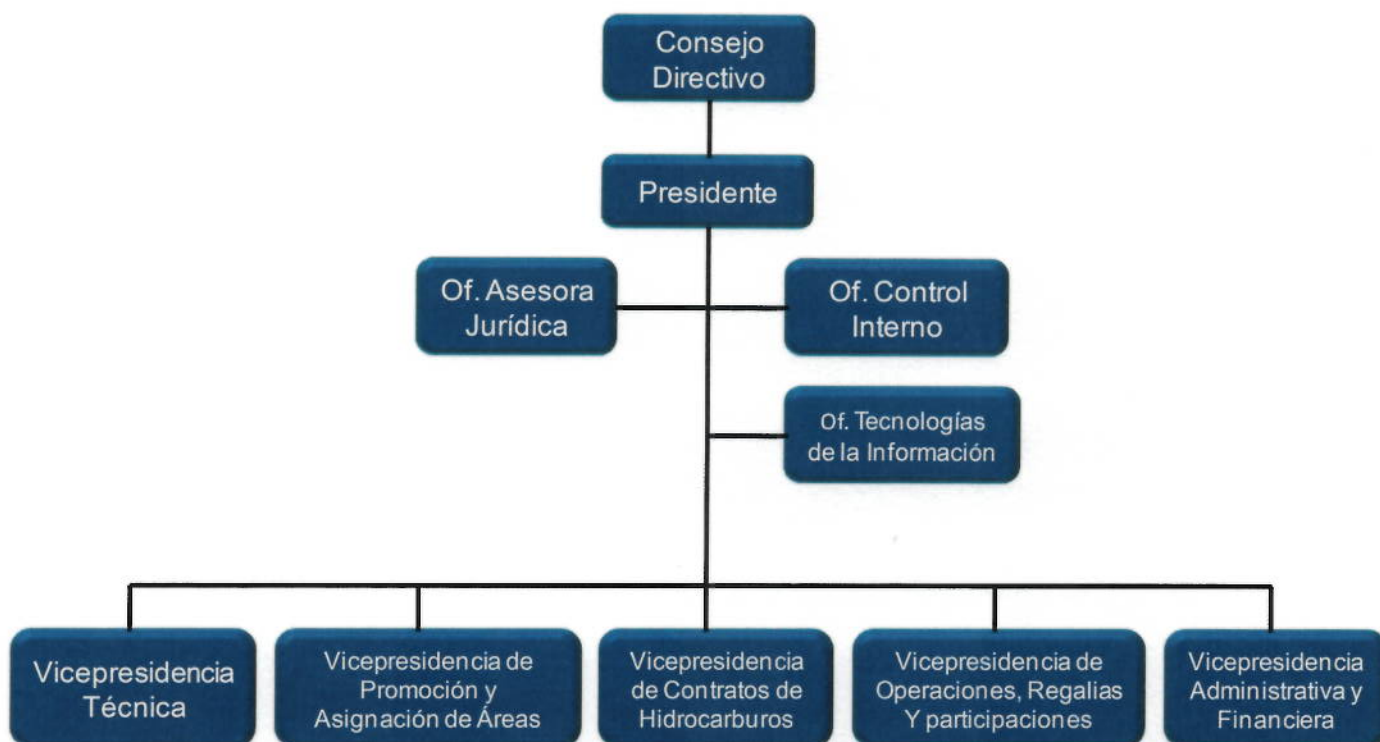 Consejo
Directivo
Presidente
Of. Asesora
Jurídica
Of. Control
Interno
Of. Tecnologías
de la Información
Vicepresidencia
Técnica
Vicepresidencia de
Promoción y
Asignación de Áreas
Vicepresidencia
de Contratos de
Hidrocarburos
Vicepresidencia de
Operaciones, Regalias
Y participaciones
Vicepresidencia
Administrativa y
Financiera